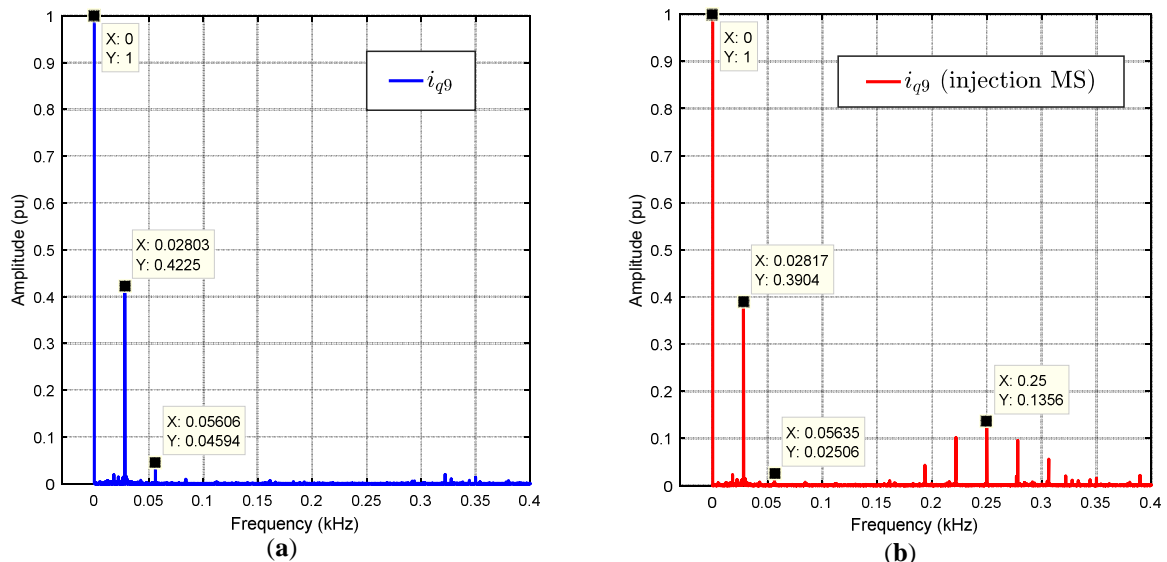 X: 0
Y: 1
i_{q9}
X: 0.02803
Y: 0.4225
X: 0.05606
Y: 0.04594
1
0.9
0.8
0.7
0.6
0.5
0.4
0.3
0.2
0.1
0
Amplitude (pu)
0 0.05 0.1 0.15 0.2 0.25 0.3 0.35 0.4
Frequency (kHz)
(a)
X: 0
Y: 1
i_{q9} (injection MS)
X: 0.02817
Y: 0.3904
X: 0.25
Y: 0.1356
X: 0.05635
Y: 0.02506
1
0.9
0.8
0.7
0.6
0.5
0.4
0.3
0.2
0.1
0
Amplitude (pu)
0 0.05 0.1 0.15 0.2 0.25 0.3 0.35 0.4
Frequency (kHz)
(b)